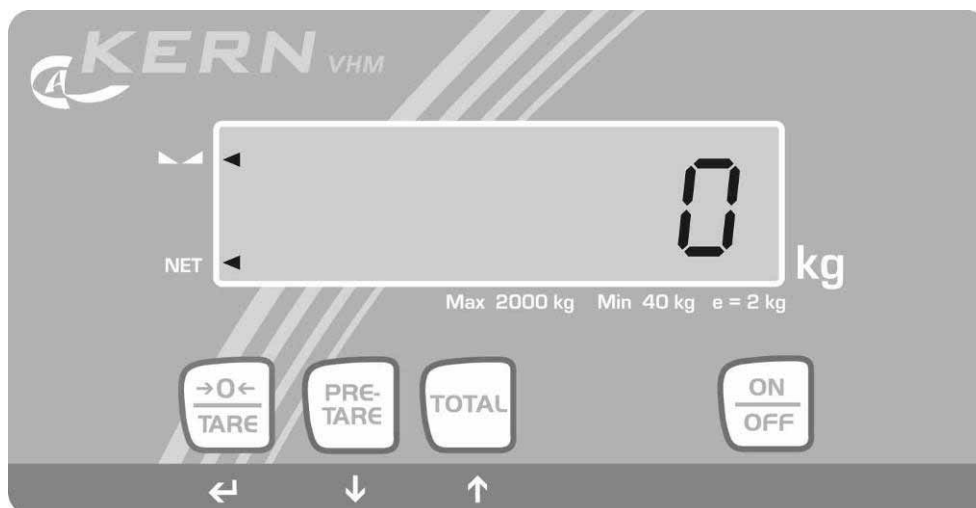 KERN VHM
0
NET
kg
Max 2000 kg Min 40 kg e = 2 kg
→0←
TARE
PRE-
TARE
TOTAL
ON
OFF